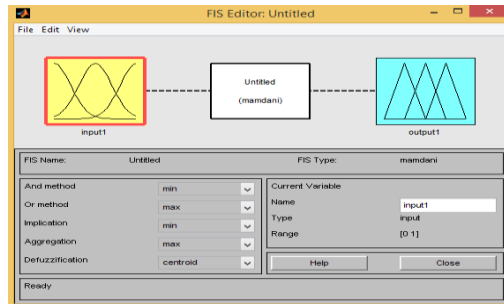 FIS Editor: Untitled
File Edit View
Untitled
(mamdani)
input1
output1
FIS Name: Untitled FIS Type: mamdani
And method min
Or method max
Implication min
Aggregation max
Defuzzification centroid
Current Variable
Name input1
Type input
Range [0 1]
Help Close
Ready